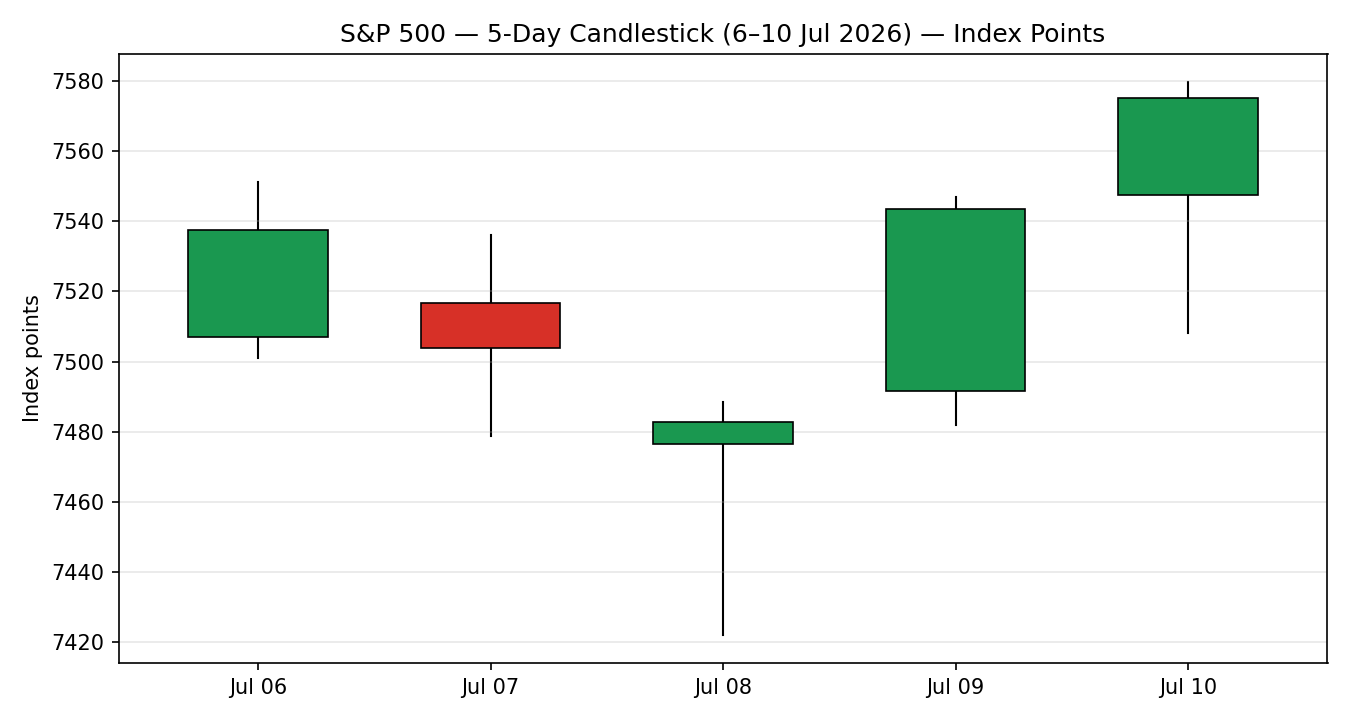 S&P 500 — 5-Day Candlestick (6–10 Jul 2026) — Index Points
Index points
7580
7560
7540
7520
7500
7480
7460
7440
7420
Jul 06
Jul 07
Jul 08
Jul 09
Jul 10